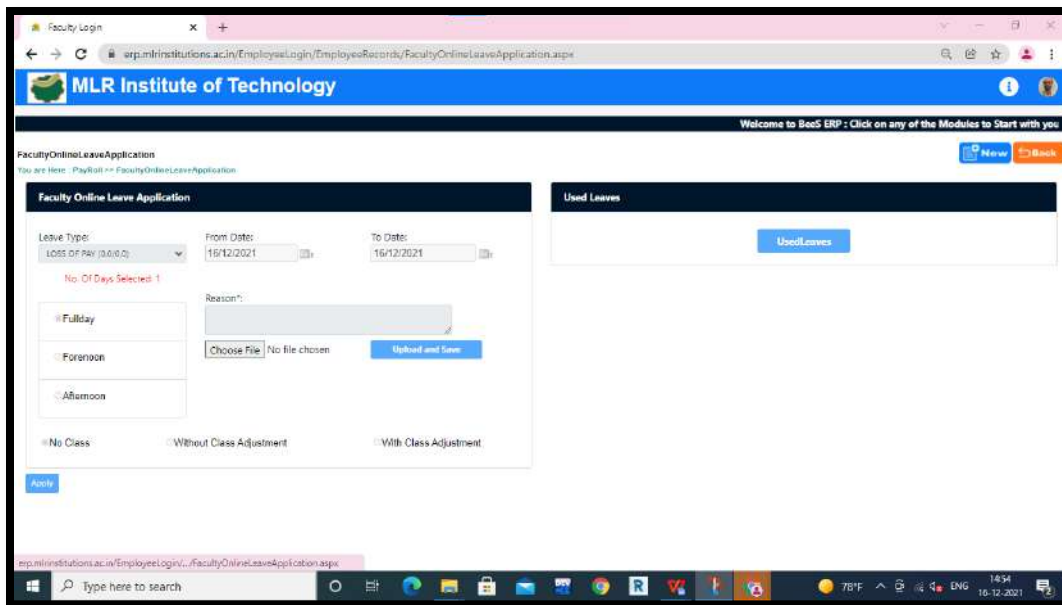 Faculty Login
erp.mlrinstitutions.ac.in/EmployeeLogin/EmployeeRecords/FacultyOnlineLeaveApplication.aspx
MLR Institute of Technology
Welcome to BeeS ERP : Click on any of the Modules to Start with you
FacultyOnlineLeaveApplication
New Back
You are Here : PayRoll >> FacultyOnlineLeaveApplication
Faculty Online Leave Application Used Leaves
Leave Type: From Date: To Date:
LOSS OF PAY (0.0/0.0) 16/12/2021 16/12/2021
UsedLeaves
No. Of Days Selected: 1
Reason*:
Fullday
Choose File No file chosen Upload and Save
Forenoon
Afternoon
No Class Without Class Adjustment With Class Adjustment
Apply
erp.mlrinstitutions.ac.in/EmployeeLogin/.../FacultyOnlineLeaveApplication.aspx
Type here to search 78°F ENG 14:54
16-12-2021